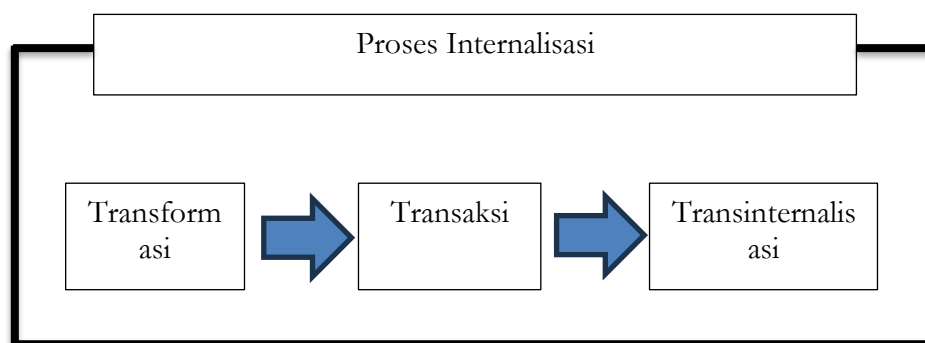 Proses Internalisasi
Transform
asi
Transaksi
Transinternalis
asi